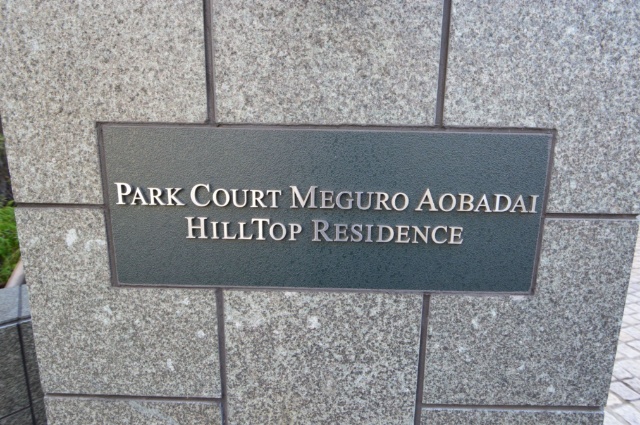 PARK COURT MEGURO AOBADAI
HILLTOP RESIDENCE